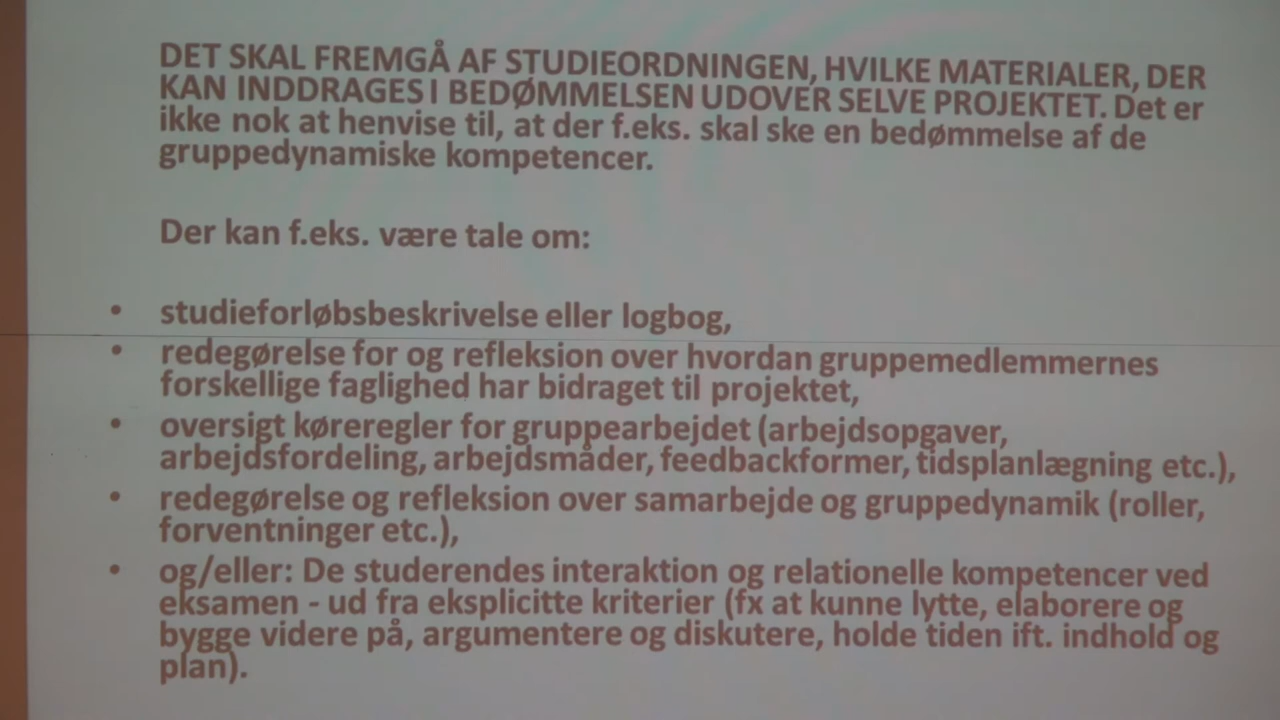 DET SKAL FREMGÅ AF STUDIEORDNINGEN, HVILKE MATERIALER, DER
KAN INDDRAGES I BEDØMMELSEN UDOVER SELVE PROJEKTET. Det er
ikke nok at henvise til, at der f.eks. skal ske en bedømmelse af de
gruppedynamiske kompetencer.
Der kan f.eks. være tale om:
• studieforløbsbeskrivelse eller logbog,
• redegørelse for og refleksion over hvordan gruppemedlemmernes
forskellige faglighed har bidraget til projektet,
• oversigt køreregler for gruppearbejdet (arbejdsopgaver,
arbejdsfordeling, arbejdsmåder, feedbackformer, tidsplanlægning etc.),
• redegørelse og refleksion over samarbejde og gruppedynamik (roller,
forventninger etc.),
• og/eller: De studerendes interaktion og relationelle kompetencer ved
eksamen - ud fra eksplicitte kriterier (fx at kunne lytte, elaborere og
bygge videre på, argumentere og diskutere, holde tiden ift. indhold og
plan).